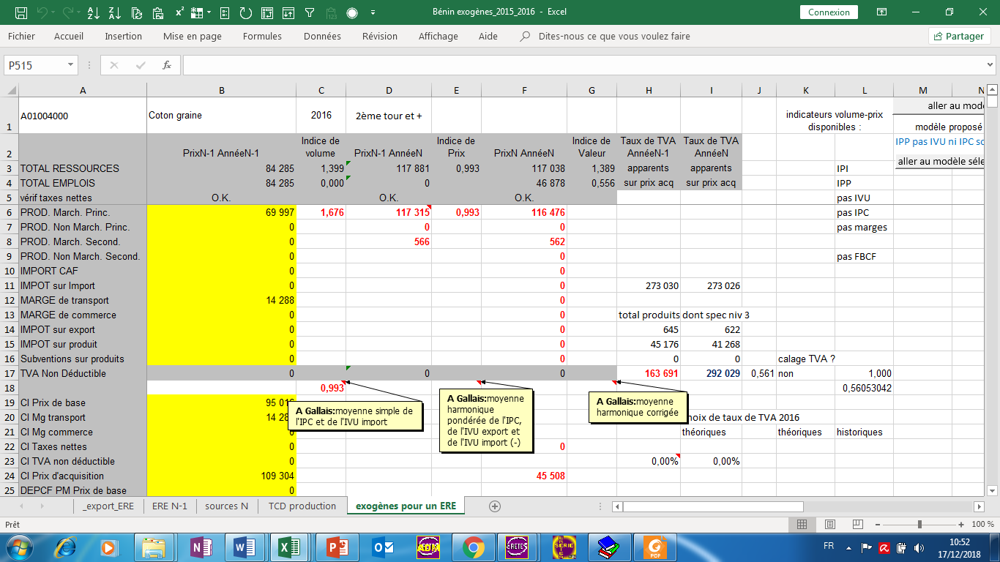 Bénin exogènes_2015_2016 - Excel
Connexion
Fichier Accueil Insertion Mise en page Formules Données Révision Affichage Aide Dites-nous ce que vous voulez faire Partager
P515 fx
A B C D E F G H I J K L M N
1 A01004000 Coton graine 2016 2ème tour et + indicateurs volume-prix disponibles : aller au mod
modèle proposé
2 PrixN-1 AnnéeN-1 Indice de volume PrixN-1 AnnéeN Indice de Prix PrixN AnnéeN Indice de Valeur Taux de TVA AnnéeN-1 Taux de TVA AnnéeN IPP pas IVU ni IPC
3 TOTAL RESSOURCES 84 285 1,399 117 881 0,993 117 038 1,389 apparents apparents IPI aller au modèle
4 TOTAL EMPLOIS 84 285 0,000 0 46 878 0,556 sur prix acq sur prix acq IPP
5 vérif taxes nettes O.K. O.K. O.K. pas IVU
6 PROD. March. Princ. 69 997 1,676 117 315 0,993 116 476 pas IPC
7 PROD. Non March. Princ. 0 0 0 pas marges
8 PROD. March. Second. 0 566 562
9 PROD. Non March. Second. 0 0 pas FBCF
10 IMPORT CAF 0 0
11 IMPOT sur Import 0 0 273 030 273 026
12 MARGE de transport 14 288 0
13 MARGE de commerce 0 0 total produits dont spec niv 3
14 IMPOT sur export 0 0 645 622
15 IMPOT sur produit 0 0 45 176 41 268
16 Subventions sur produits 0 0 0 0 calage TVA ?
17 TVA Non Déductible 0 0 0 163 691 292 029 0,561 non 1,000
18 0,993 0,56053042
19 CI Prix de base
20 CI Mg transport de taux de TVA 2016
21 CI Mg commerce 0 théoriques théoriques historiques
22 CI Taxes nettes 0 0
23 CI TVA non déductible 0 0,00% 0,00%
24 CI Prix d'acquisition 109 304 45 508
25 DEPCF PM Prix de base 0
A Gallais:moyenne simple de
l'IPC et de l'IVU import
A Gallais:moyenne
harmonique
pondérée de l'IPC,
de l'IVU export et
de l'IVU import (-)
A Gallais:moyenne
harmonique corrigée
_export_ERE ERE N-1 sources N TCD production exogènes pour un ERE
Prêt 100 %
FR 10:52
17/12/2018